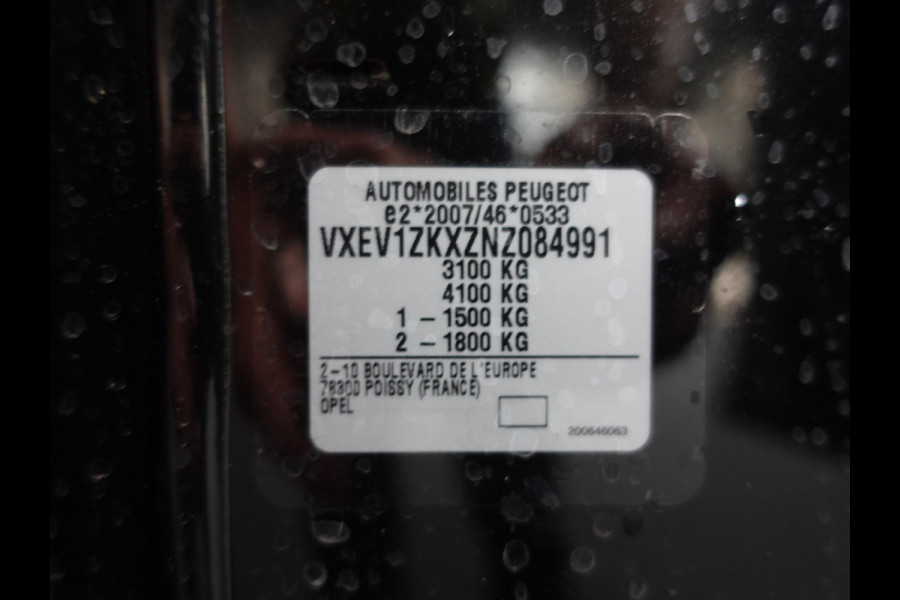 AUTOMOBILES PEUGEOT
e2*2007/46*0533
VXEV1ZKXZNZ084991
3100 KG
4100 KG
1 – 1500 KG
2 – 1800 KG
2–10 BOULEVARD DE L'EUROPE
78300 POISSY (FRANCE)
OPEL
200646063